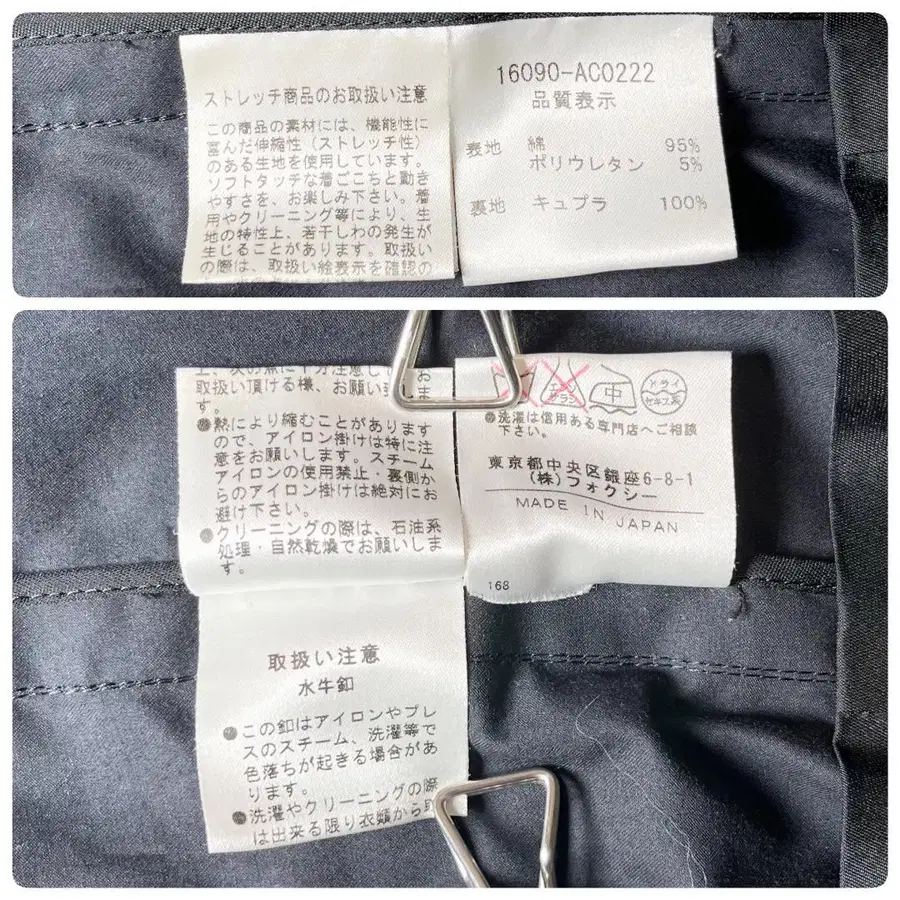 ストレッチ商品のお取扱い注意
この商品の素材には、機能性に
富んだ伸縮性（ストレッチ性）
のある生地を使用しています。
ソフトタッチな着ごこちと動き
やすさを、お楽しみ下さい。着
用やクリーニング等により、生
地の特性上、若干しわの発生が
生じることがあります。取扱い
の際は、取扱い絵表示を確認の
16090-AC0222
品質表示
表地 綿 95%
ポリウレタン 5%
裏地 キュプラ 100%
取扱い頂ける様、お願い
す。
●熱により縮むことがあります
ので、アイロン掛けは特に注
意をお願いします。スチーム
アイロンの使用禁止・裏側か
らのアイロン掛けは絶対にお
避け下さい。
●クリーニングの際は、石油系
処理・自然乾燥でお願いしま
す。
エンソ
サラシ
中
ドライ
セキユ系
●洗濯は信用ある専門店へご相談
下さい。
東京都中央区銀座6-8-1
（株）フォクシー
MADE IN JAPAN
168
取扱い注意
水牛釦
●この釦はアイロンやプレ
スのスチーム、洗濯等で
色落ちが起きる場合があ
ります。
●洗濯やクリーニングの際
は出来る限り衣類から取